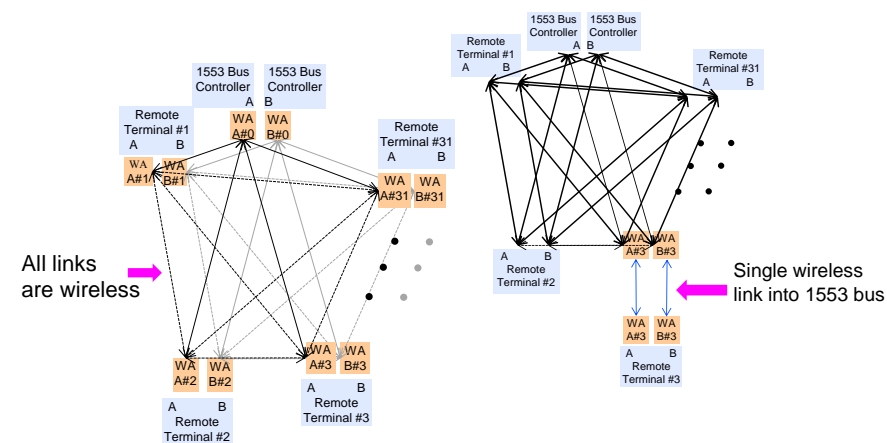 1553 Bus
Controller
A
1553 Bus
Controller
B
Remote
Terminal #1
A B
WA
A#0
WA
B#0
WA
A#1
WA
B#1
Remote
Terminal #31
A B
WA
A#31
WA
B#31
All links
are wireless
WA
A#2
WA
B#2
A B
Remote
Terminal #2
WA
A#3
WA
B#3
A B
Remote
Terminal #3
1553 Bus
Controller
A
1553 Bus
Controller
B
Remote
Terminal #1
A B
Remote
Terminal #31
A B
A B
Remote
Terminal #2
WA
A#3
WA
B#3
Single wireless
link into 1553 bus
WA
A#3
WA
B#3
A B
Remote
Terminal #3